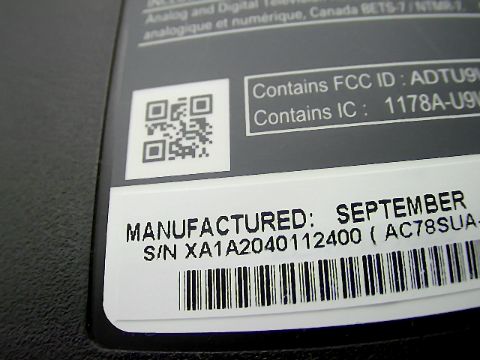 Analog and Digital Televisio
analogique et numérique, Canada BETS-7 / NTMR-7,
Contains FCC ID : ADTU9
Contains IC : 1178A-U9
MANUFACTURED: SEPTEMBER
S/N XA1A2040112400 ( AC78SUA-